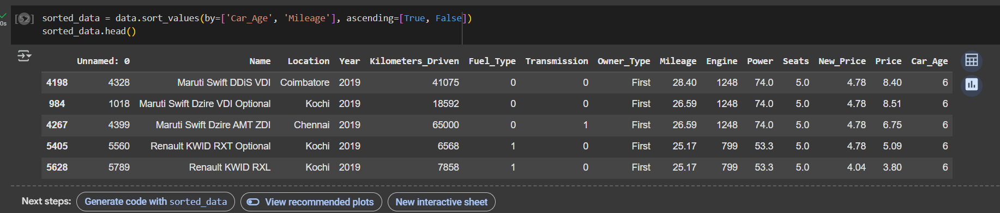 [52] sorted_data = data.sort_values(by=['Car_Age', 'Mileage'], ascending=[True, False])
0s
sorted_data.head()
Unnamed: 0 Name Location Year Kilometers_Driven Fuel_Type Transmission Owner_Type Mileage Engine Power Seats New_Price Price Car_Age
4198 4328 Maruti Swift DDiS VDI Coimbatore 2019 41075 0 0 First 28.40 1248 74.0 5.0 4.78 8.40 6
984 1018 Maruti Swift Dzire VDI Optional Kochi 2019 18592 0 0 First 26.59 1248 74.0 5.0 4.78 8.51 6
4267 4399 Maruti Swift Dzire AMT ZDI Chennai 2019 65000 0 1 First 26.59 1248 74.0 5.0 4.78 6.75 6
5405 5560 Renault KWID RXT Optional Kochi 2019 6568 1 0 First 25.17 799 53.3 5.0 4.78 5.09 6
5628 5789 Renault KWID RXL Kochi 2019 7858 1 0 First 25.17 799 53.3 5.0 4.04 3.80 6
Next steps: Generate code with sorted_data View recommended plots New interactive sheet